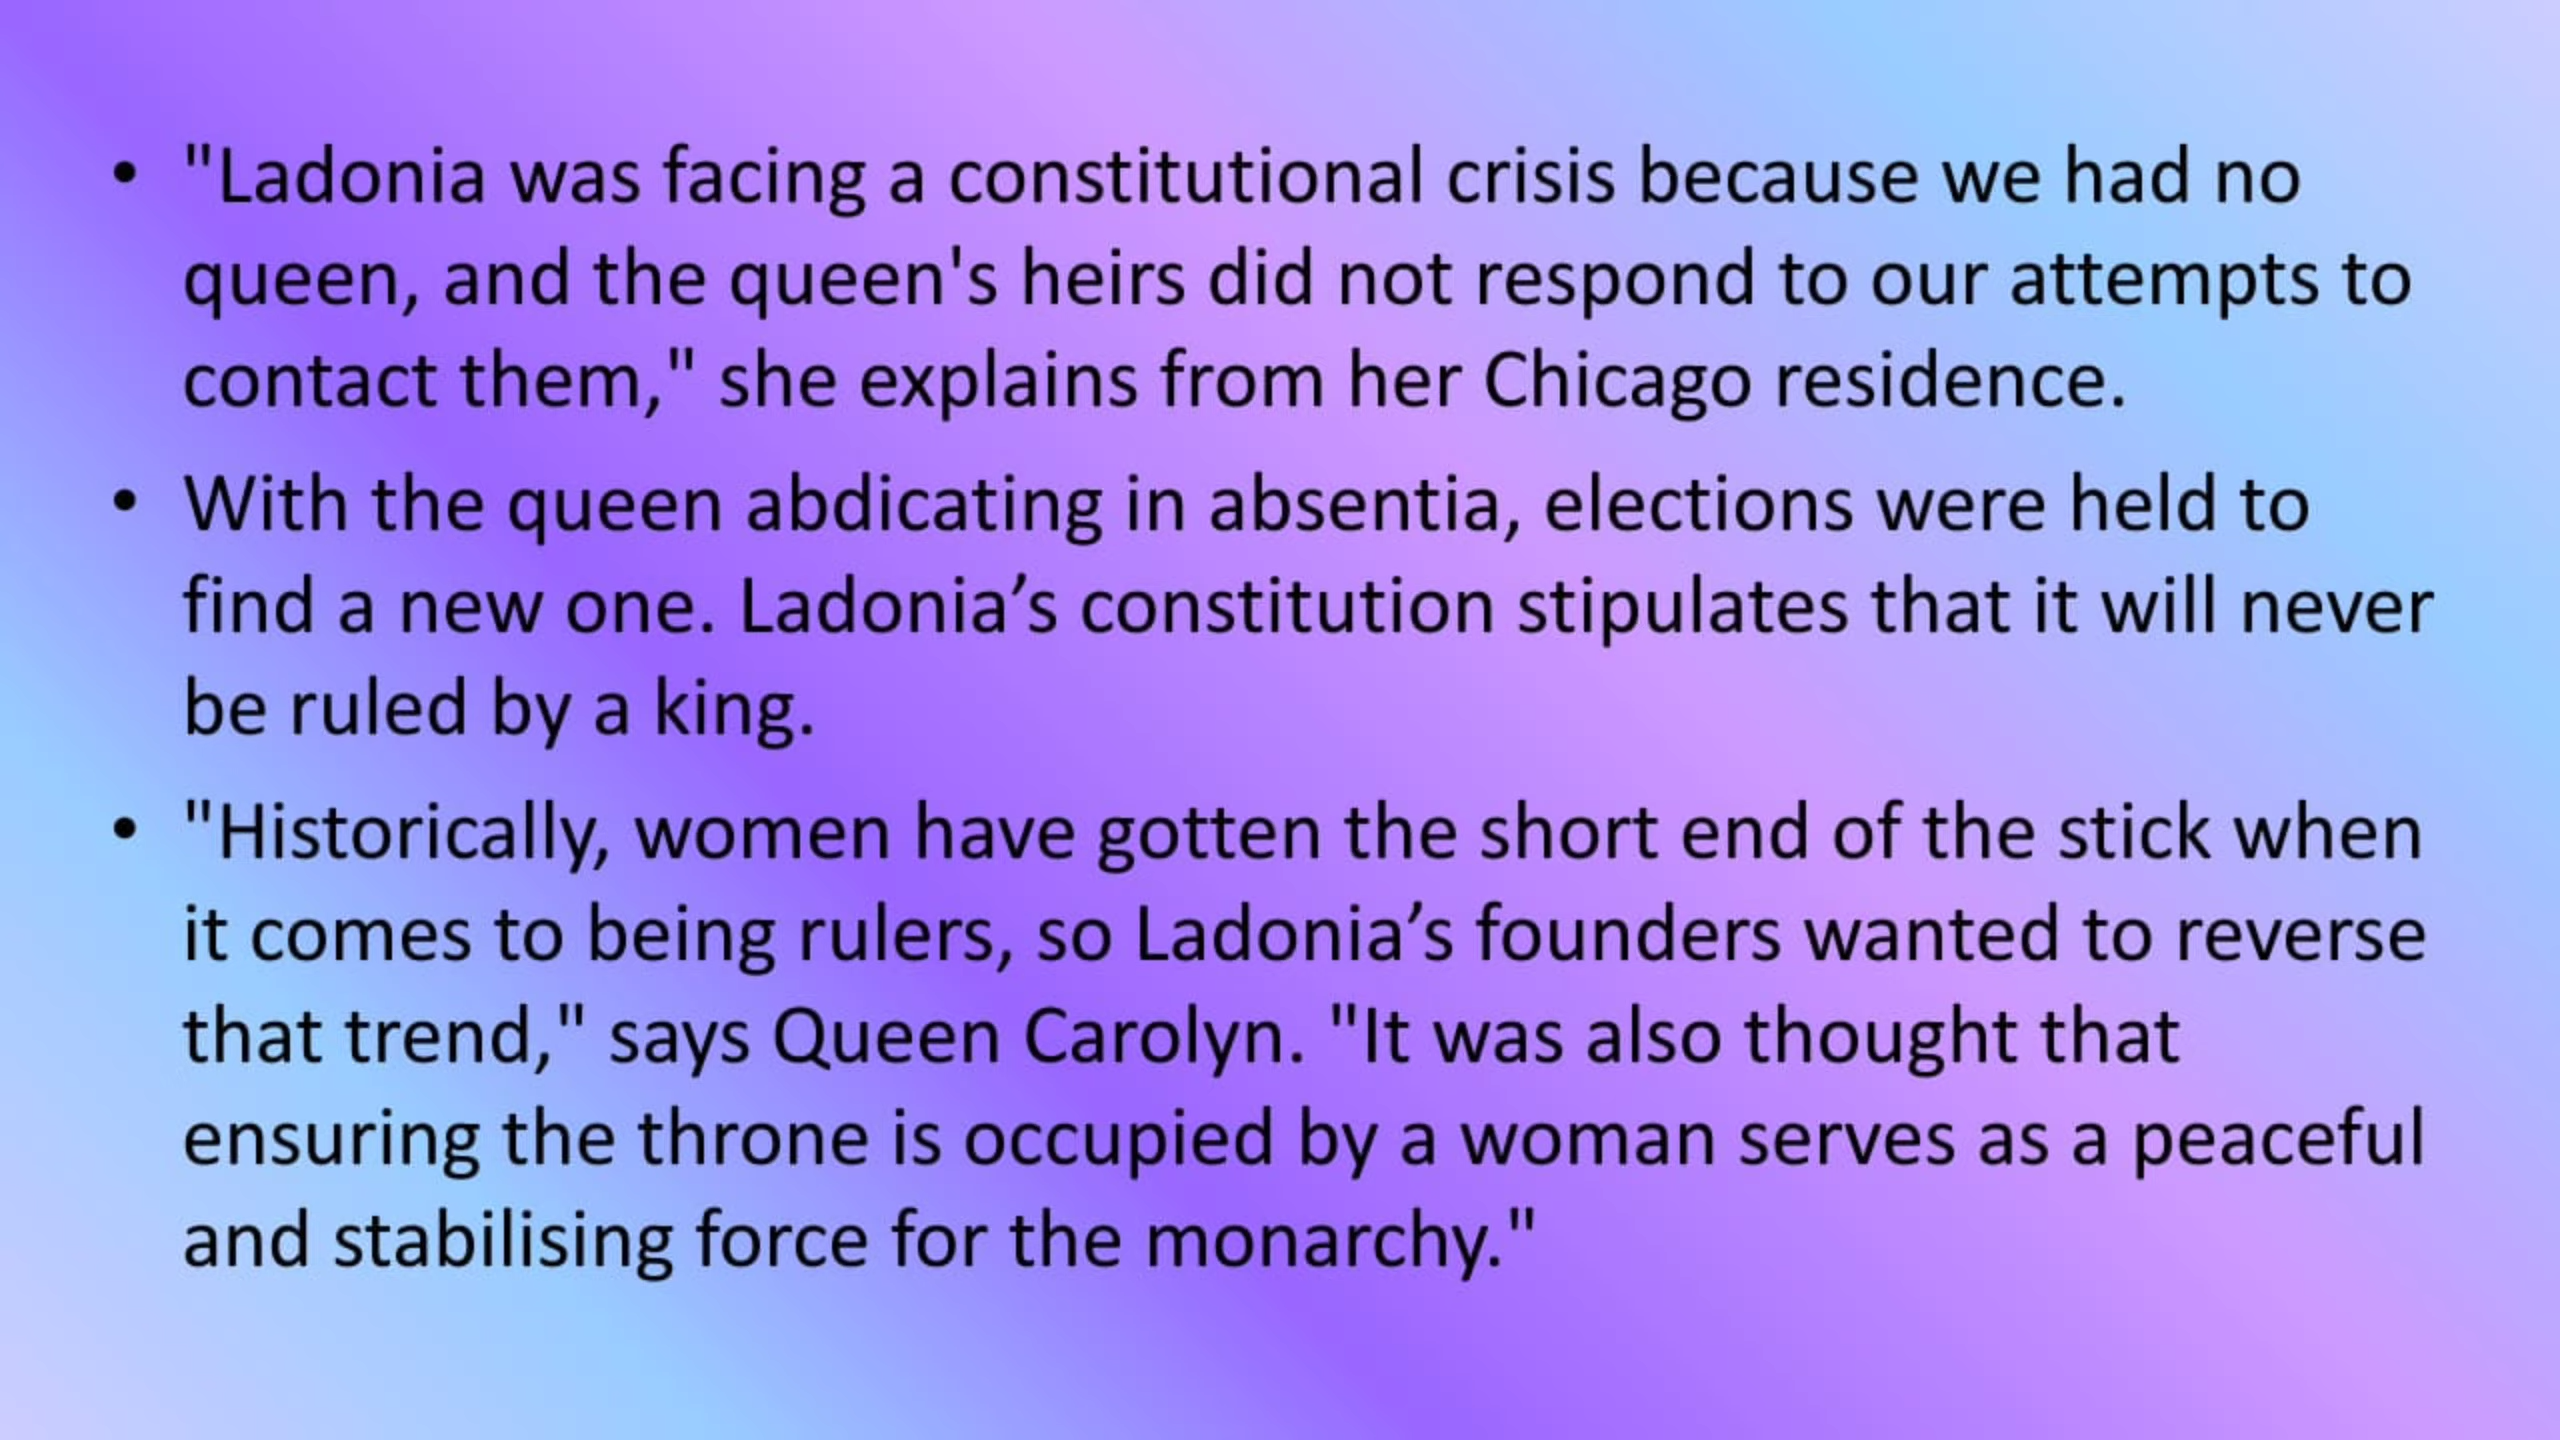 • "Ladonia was facing a constitutional crisis because we had no
queen, and the queen's heirs did not respond to our attempts to
contact them," she explains from her Chicago residence.
• With the queen abdicating in absentia, elections were held to
find a new one. Ladonia’s constitution stipulates that it will never
be ruled by a king.
• "Historically, women have gotten the short end of the stick when
it comes to being rulers, so Ladonia’s founders wanted to reverse
that trend," says Queen Carolyn. "It was also thought that
ensuring the throne is occupied by a woman serves as a peaceful
and stabilising force for the monarchy."